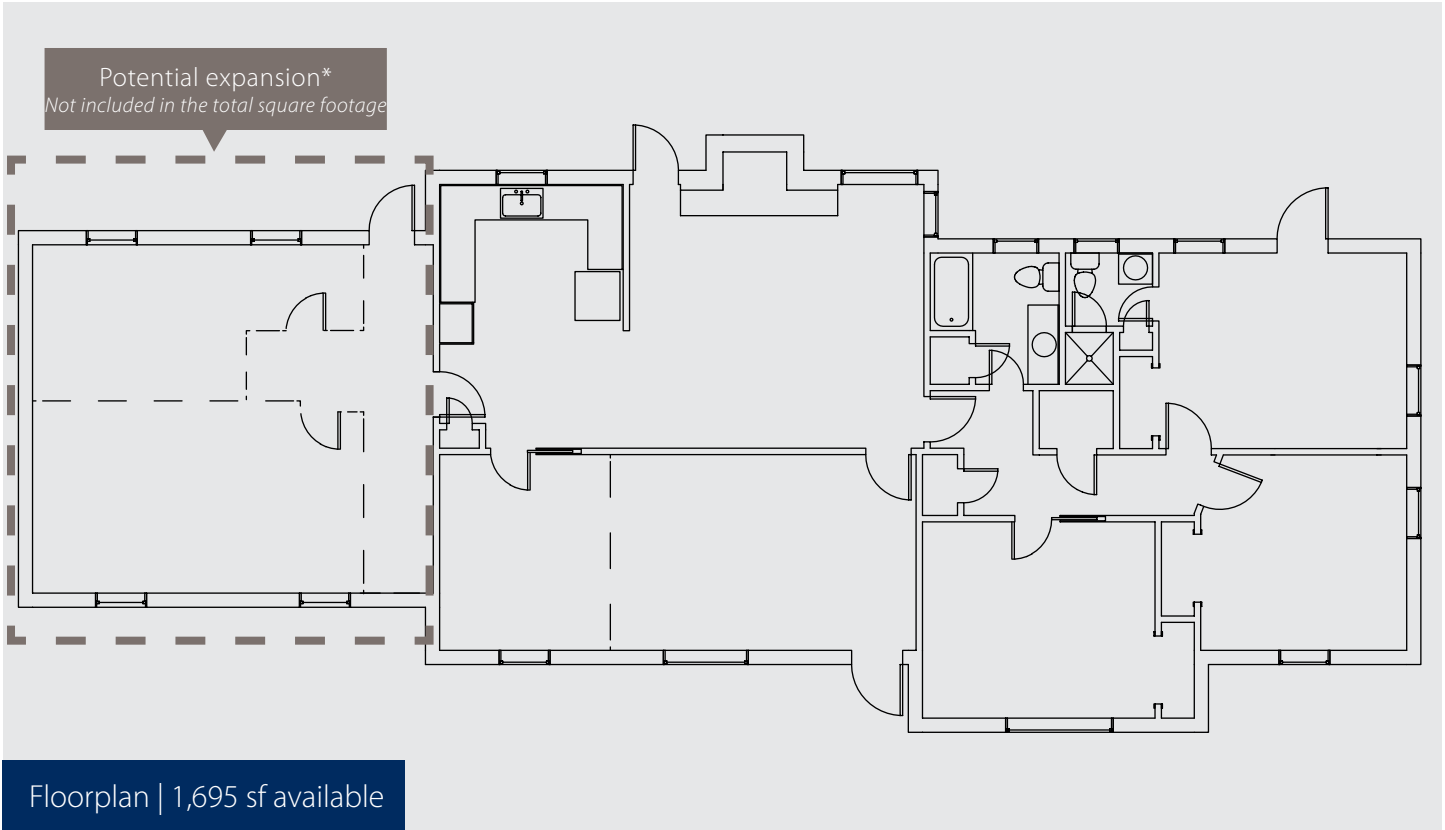 Potential expansion*
Not included in the total square footage
Floorplan | 1,695 sf available